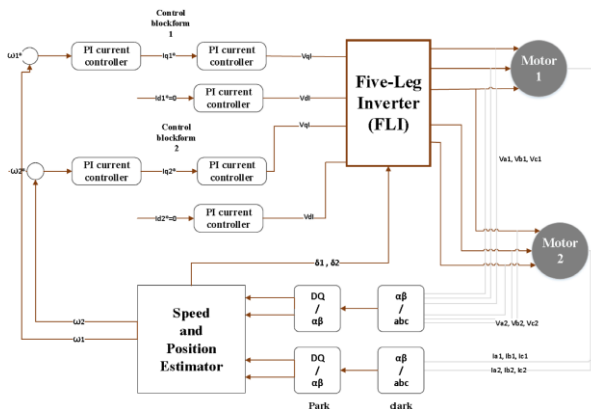 Control
blockform
1
ω1*
PI current
controller
Iq1*
PI current
controller
Vql
Five-Leg
Inverter
(FLI)
Motor
1
Id1*=0
PI current
controller
Vdl
Control
blockform
2
Vql
Va1, Vb1, Vc1
-ω2*
PI current
controller
Iq2*
PI current
controller
Id2*=0
PI current
controller
Vdl
Motor
2
δ1 , δ2
Speed
and
Position
Estimator
DQ
/
αβ
αβ
/
abc
Va2, Vb2, Vc2
ω2
ω1
DQ
/
αβ
αβ
/
abc
Ia1, Ib1, Ic1
Ia2, Ib2, Ic2
Park
clark